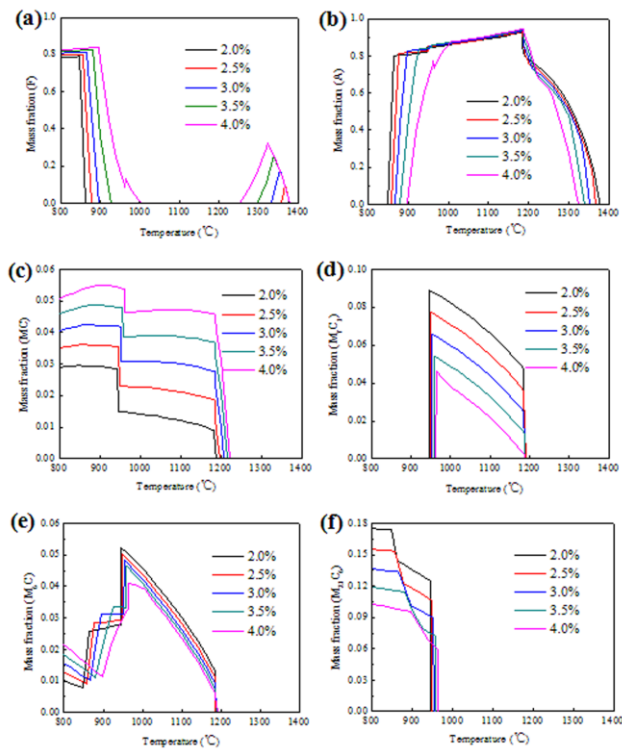 (a)
Mass fraction (F)
1.0
0.8
0.6
0.4
0.2
0.0
2.0%
2.5%
3.0%
3.5%
4.0%
800 900 1000 1100 1200 1300 1400
Temperature (℃)
(b)
Mass fraction (A)
1.0
0.8
0.6
0.4
0.2
0.0
2.0%
2.5%
3.0%
3.5%
4.0%
800 900 1000 1100 1200 1300 1400
Temperature (℃)
(c)
Mass fraction (MC)
0.06
0.05
0.04
0.03
0.02
0.01
0.00
2.0%
2.5%
3.0%
3.5%
4.0%
800 900 1000 1100 1200 1300 1400
Temperature (℃)
(d)
Mass fraction (M₇C₃)
0.10
0.08
0.06
0.04
0.02
0.00
2.0%
2.5%
3.0%
3.5%
4.0%
800 900 1000 1100 1200 1300 1400
Temperature (℃)
(e)
Mass fraction (M₆C)
0.06
0.05
0.04
0.03
0.02
0.01
0.00
2.0%
2.5%
3.0%
3.5%
4.0%
800 900 1000 1100 1200 1300 1400
Temperature (℃)
(f)
Mass fraction (M₂₃C₆)
0.18
0.15
0.12
0.09
0.06
0.03
0.00
2.0%
2.5%
3.0%
3.5%
4.0%
800 900 1000 1100 1200 1300 1400
Temperature (℃)